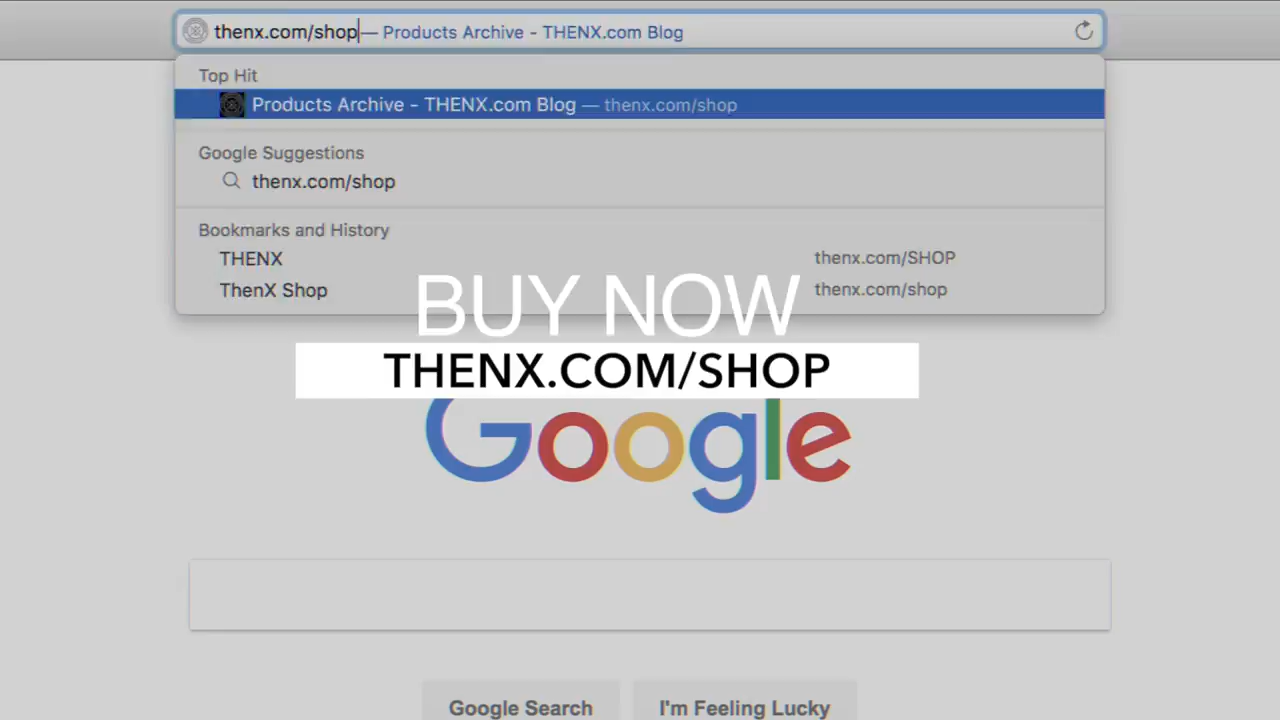 thenx.com/shop — Products Archive - THENX.com Blog
Top Hit
Products Archive - THENX.com Blog — thenx.com/shop
Google Suggestions
thenx.com/shop
Bookmarks and History
THENX thenx.com/SHOP
ThenX Shop thenx.com/shop
BUY NOW
THENX.COM/SHOP
Google
Google Search I'm Feeling Lucky